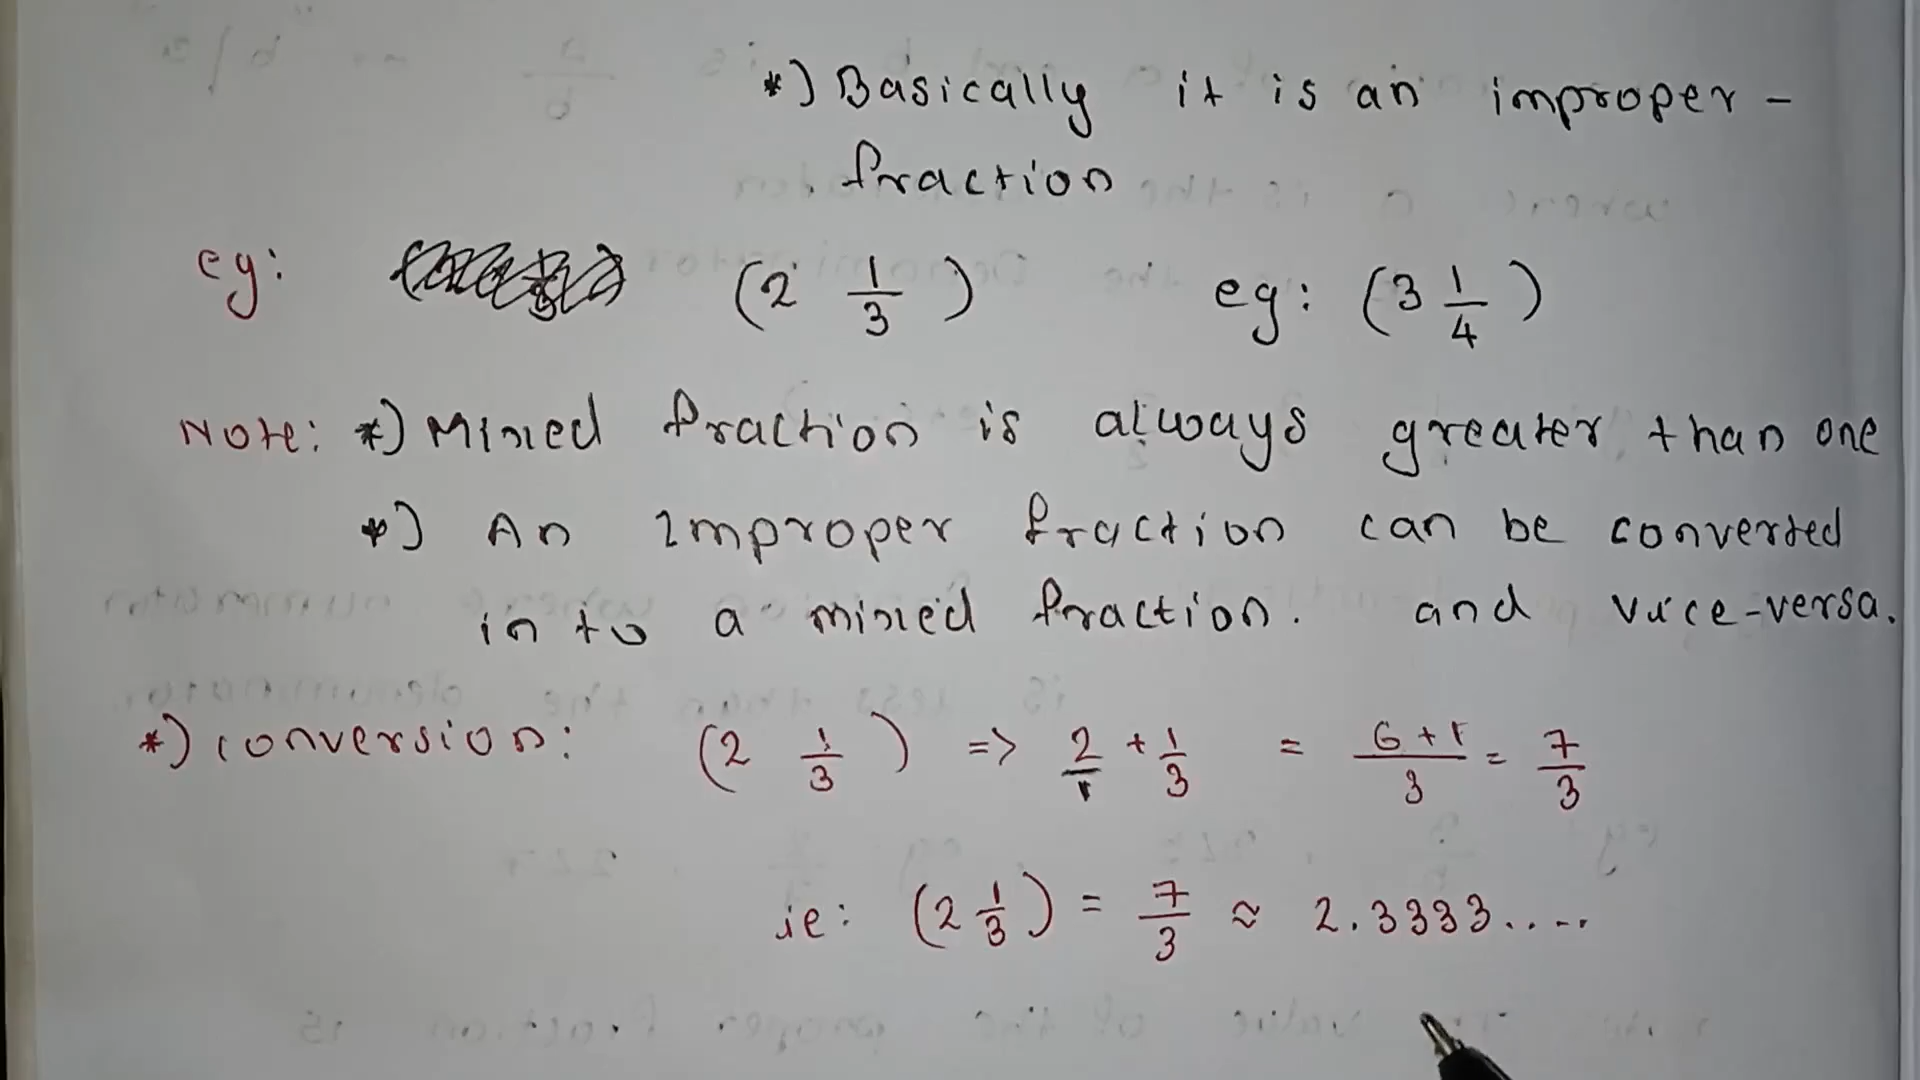 *) Basically it is an improper -
fraction
eg: (2 1/3) eg: (3 1/4)
Note: *) Mixed fraction is always greater than one
*) An Improper fraction can be converted
in to a mixed fraction. and vice-versa.
*) conversion: (2 1/3) => 2/1 + 1/3 = 6+1/3 = 7/3
ie: (2 1/3) = 7/3 ≈ 2.3333.....